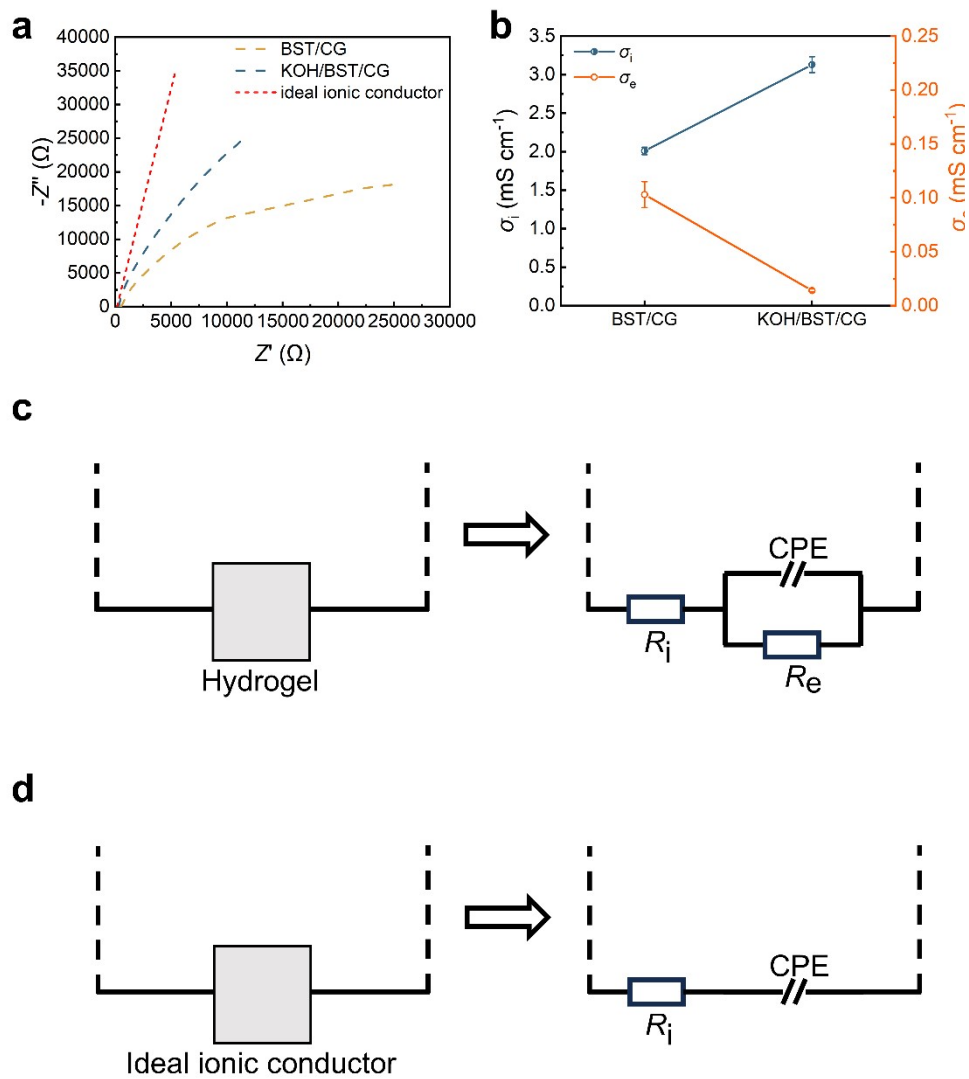 a
40000
35000
30000
25000
20000
15000
10000
5000
0
-Z″ (Ω)
BST/CG
KOH/BST/CG
ideal ionic conductor
0 5000 10000 15000 20000 25000 30000
Z' (Ω)
b
3.5
3.0
2.5
2.0
1.5
1.0
0.5
0.0
σi (mS cm⁻¹)
σi
σe
BST/CG KOH/BST/CG
0.25
0.20
0.15
0.10
0.05
0.00
σe (mS cm⁻¹)
c
Hydrogel
CPE
Ri
Re
d
Ideal ionic conductor
CPE
Ri